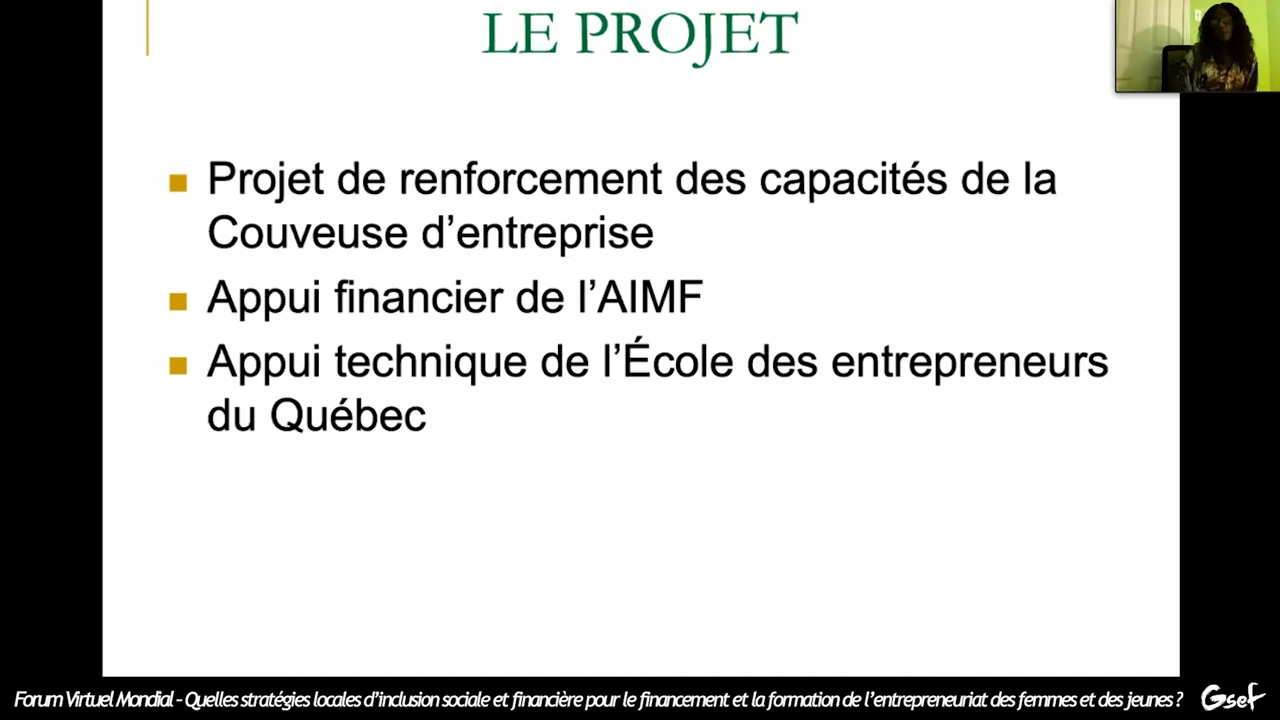 LE PROJET
Projet de renforcement des capacités de la
Couveuse d’entreprise
Appui financier de l’AIMF
Appui technique de l’École des entrepreneurs
du Québec
Forum Virtuel Mondial - Quelles stratégies locales d’inclusion sociale et financière pour le financement et la formation de l’entrepreneuriat des femmes et des jeunes ?
Gsef